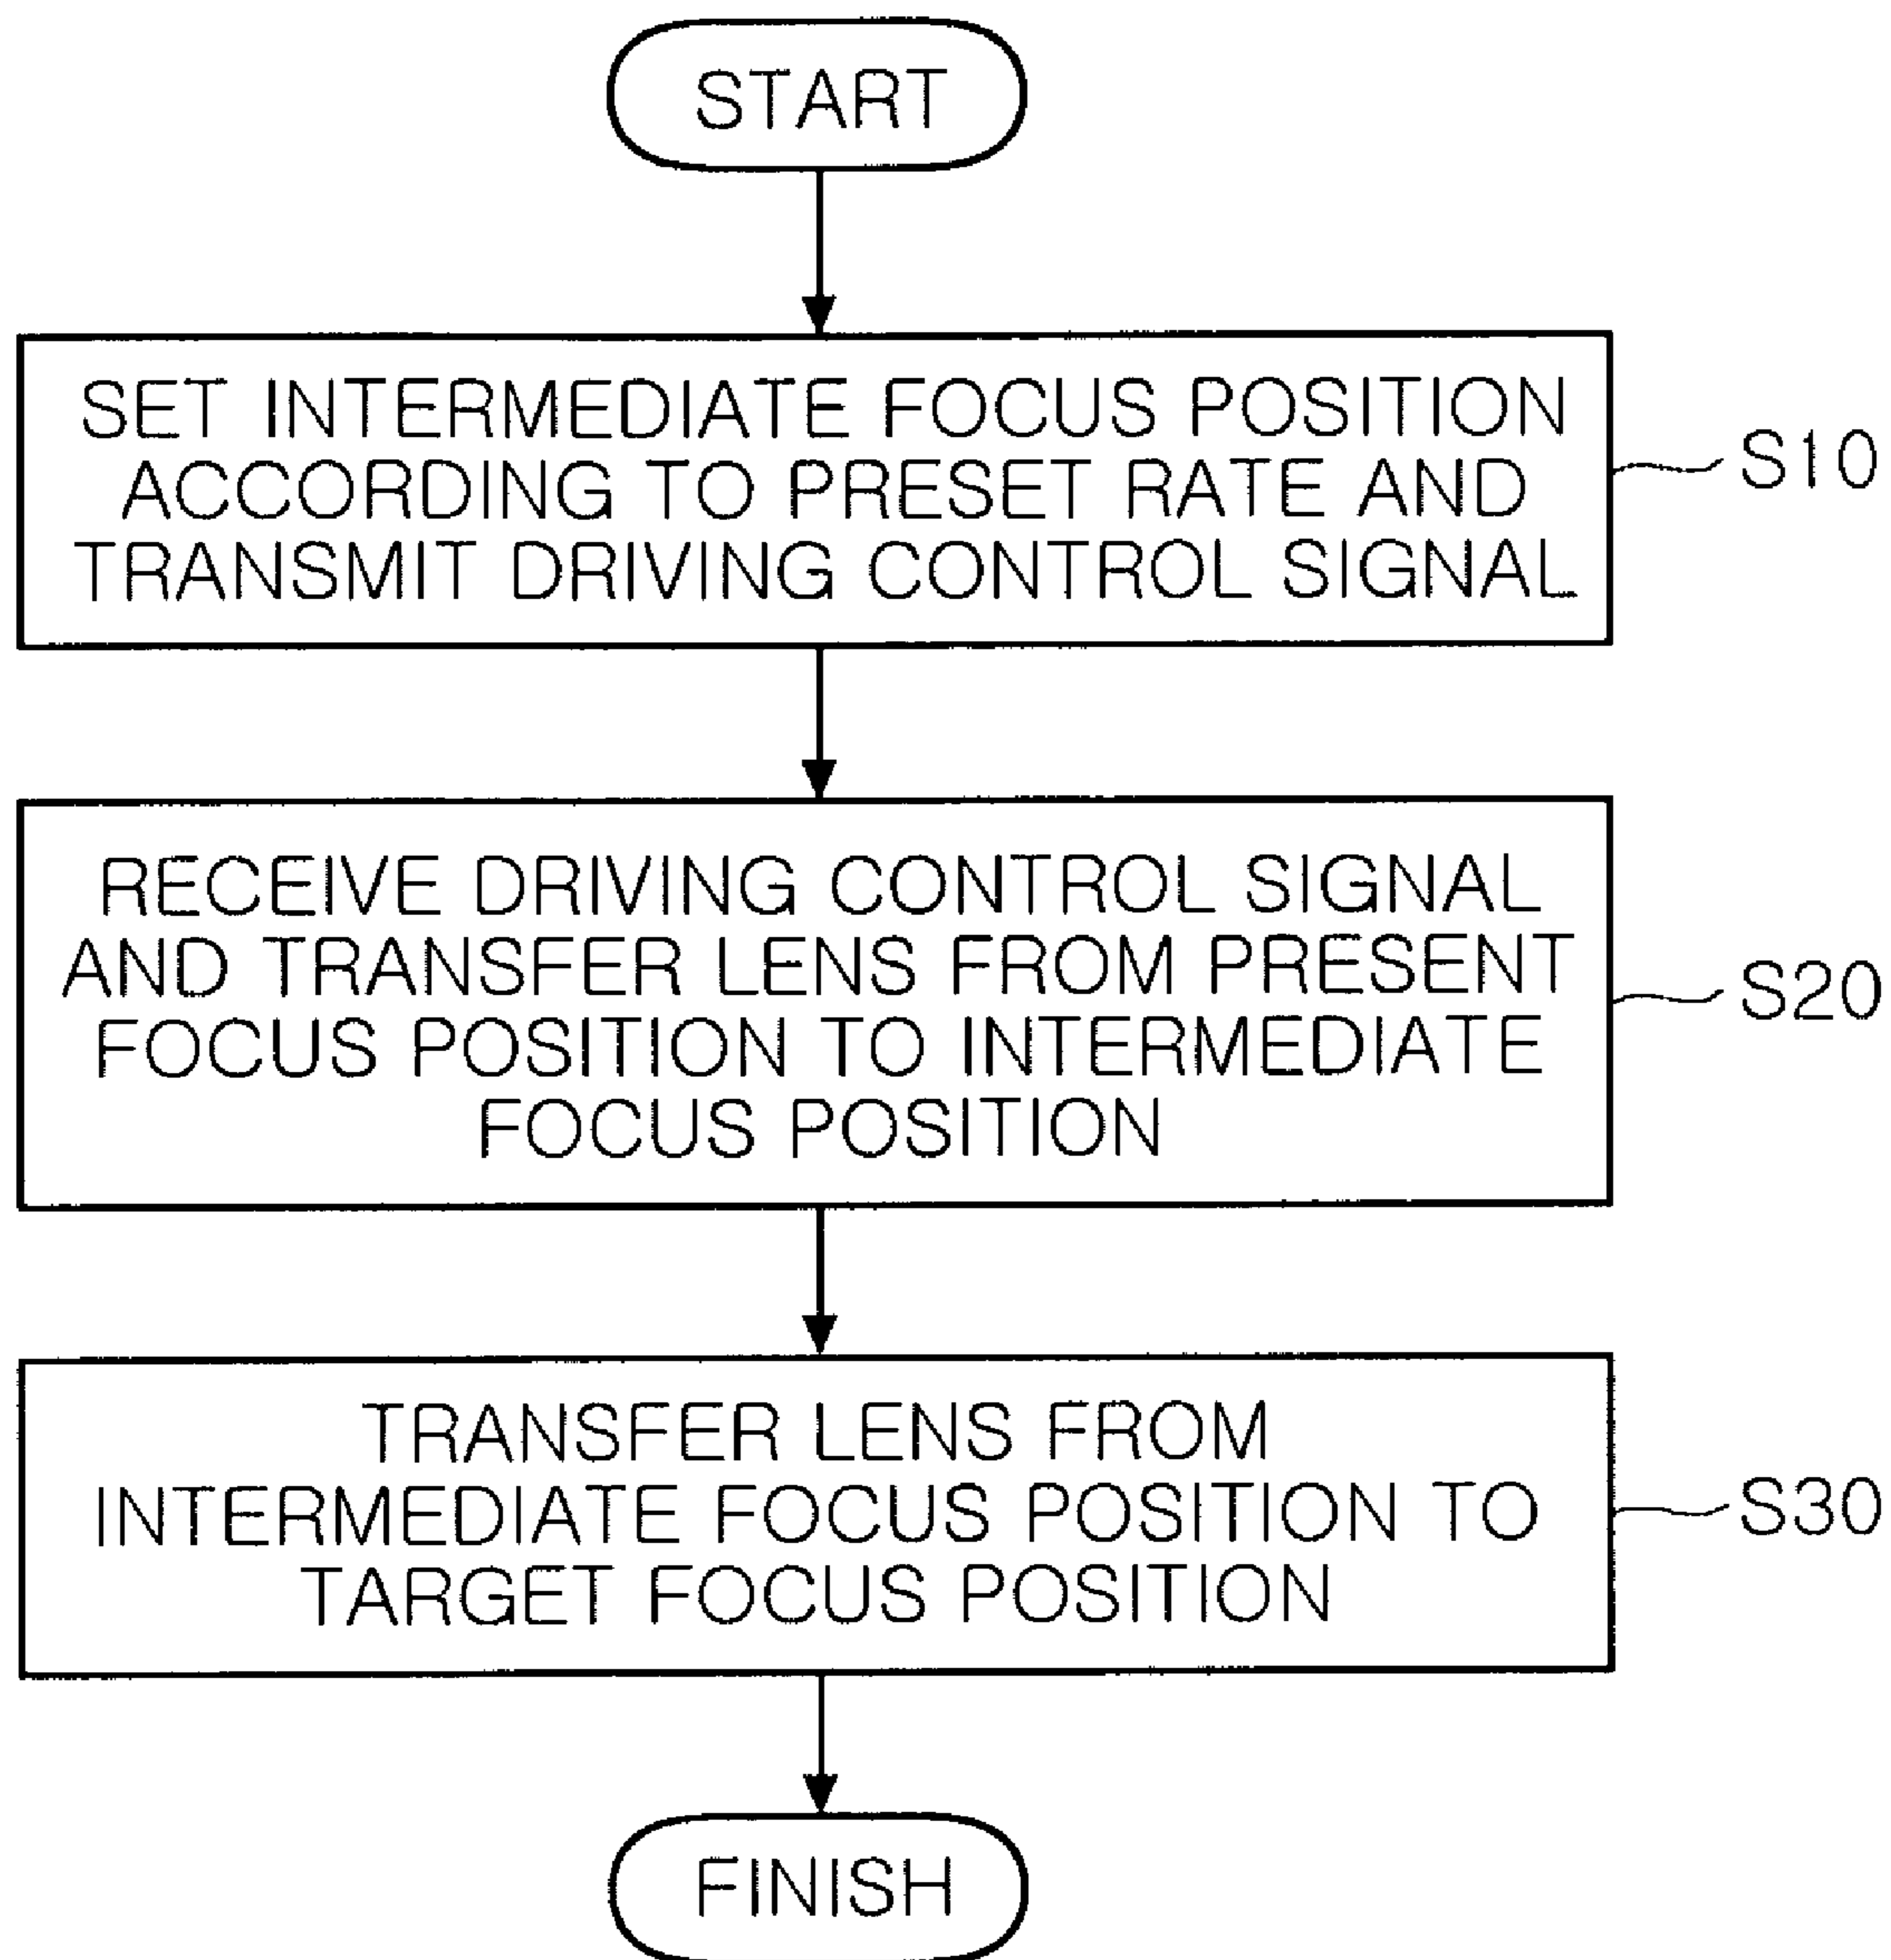 START
SET INTERMEDIATE FOCUS POSITION
ACCORDING TO PRESET RATE AND
TRANSMIT DRIVING CONTROL SIGNAL
S10
RECEIVE DRIVING CONTROL SIGNAL
AND TRANSFER LENS FROM PRESENT
FOCUS POSITION TO INTERMEDIATE
FOCUS POSITION
S20
TRANSFER LENS FROM
INTERMEDIATE FOCUS POSITION TO
TARGET FOCUS POSITION
S30
FINISH